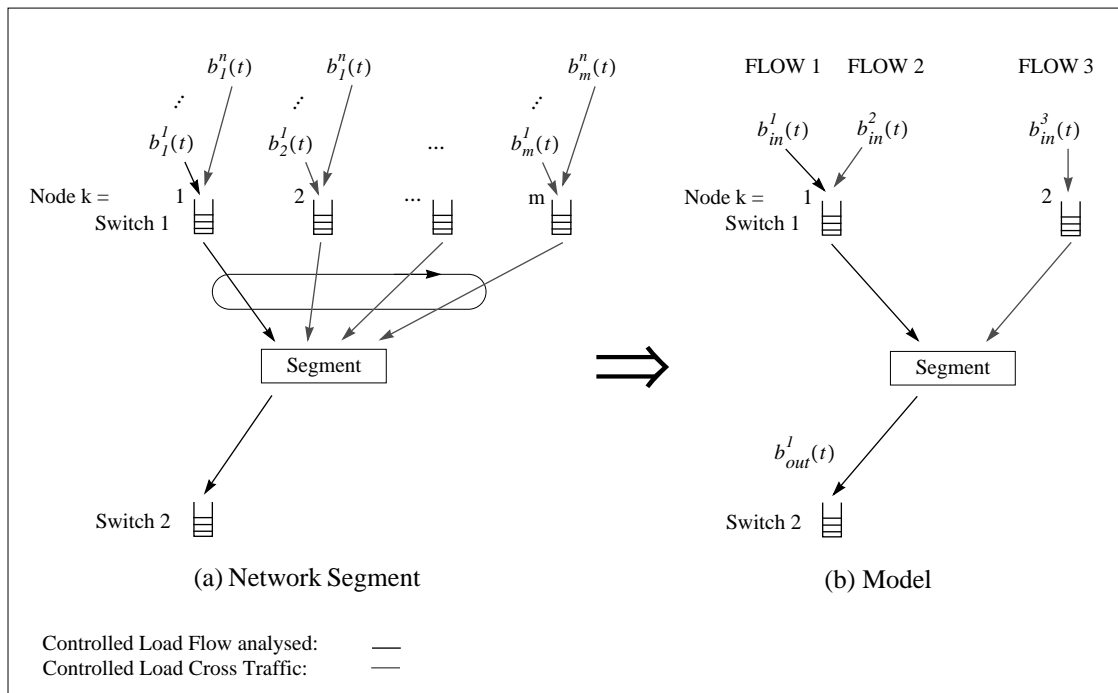 b_1^n(t) b_1^n(t) b_m^n(t)
... ... ...
b_1^1(t) b_2^1(t) ... b_m^1(t)
Node k = 1 2 ... m
Switch 1
Segment
Switch 2
(a) Network Segment
FLOW 1 FLOW 2 FLOW 3
b_in^1(t) b_in^2(t) b_in^3(t)
Node k = 1 2
Switch 1
Segment
b_out^1(t)
Switch 2
(b) Model
Controlled Load Flow analysed:
Controlled Load Cross Traffic: